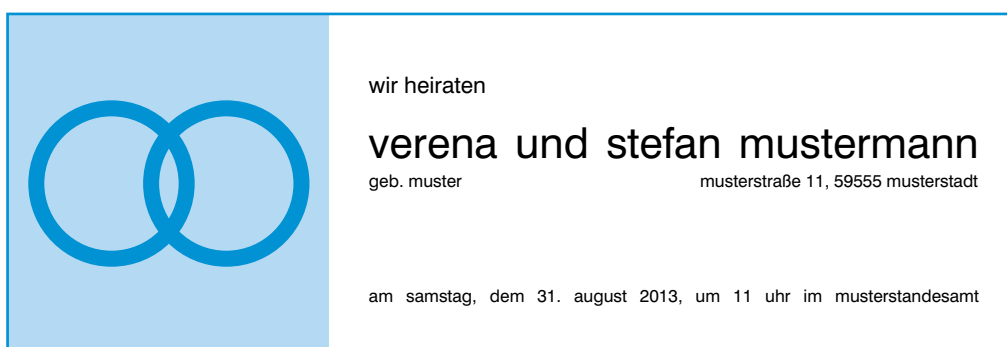 wir heiraten
verena und stefan mustermann
geb. muster musterstraße 11, 59555 musterstadt
am samstag, dem 31. august 2013, um 11 uhr im musterstandesamt